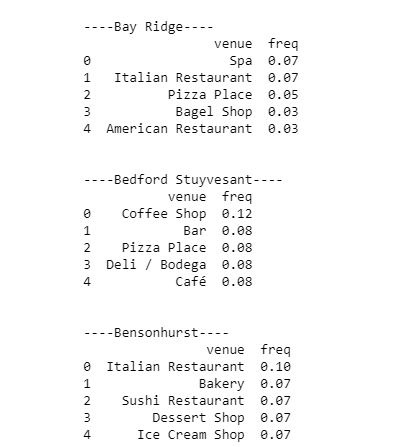 ----Bay Ridge----
venue freq
0 Spa 0.07
1 Italian Restaurant 0.07
2 Pizza Place 0.05
3 Bagel Shop 0.03
4 American Restaurant 0.03
----Bedford Stuyvesant----
venue freq
0 Coffee Shop 0.12
1 Bar 0.08
2 Pizza Place 0.08
3 Deli / Bodega 0.08
4 Café 0.08
----Bensonhurst----
venue freq
0 Italian Restaurant 0.10
1 Bakery 0.07
2 Sushi Restaurant 0.07
3 Dessert Shop 0.07
4 Ice Cream Shop 0.07